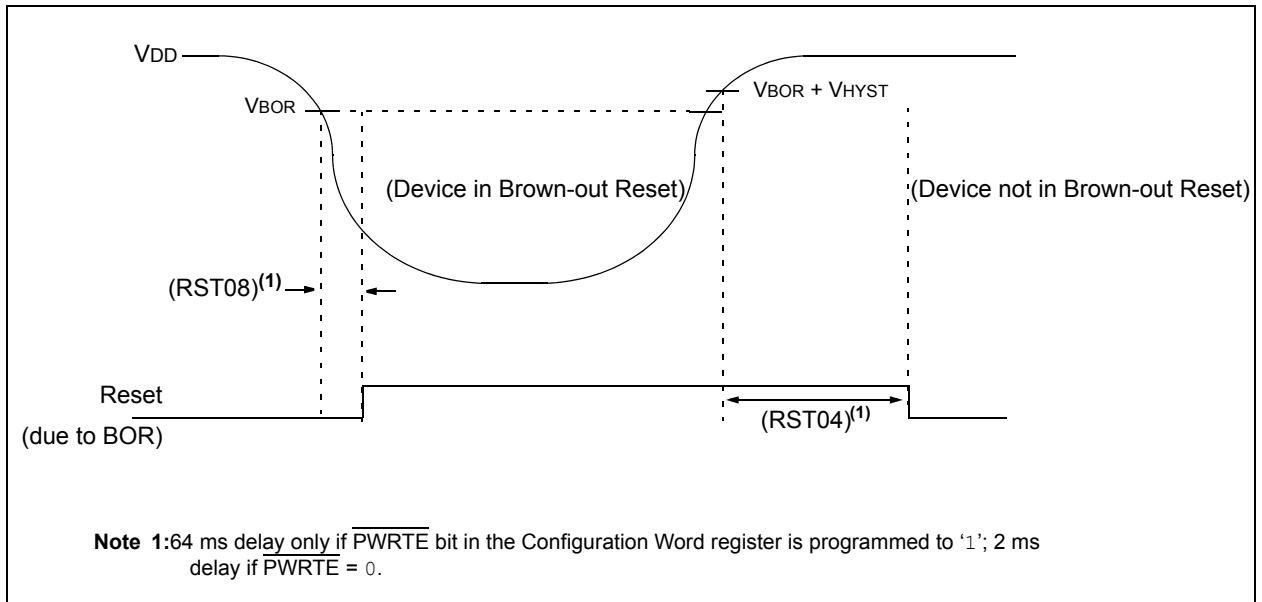 VDD
VBOR
VBOR + VHYST
(Device in Brown-out Reset)
(Device not in Brown-out Reset)
(RST08)(1)
Reset
(due to BOR)
(RST04)(1)
Note 1:64 ms delay only if PWRTE bit in the Configuration Word register is programmed to ‘1’; 2 ms
delay if PWRTE = 0.